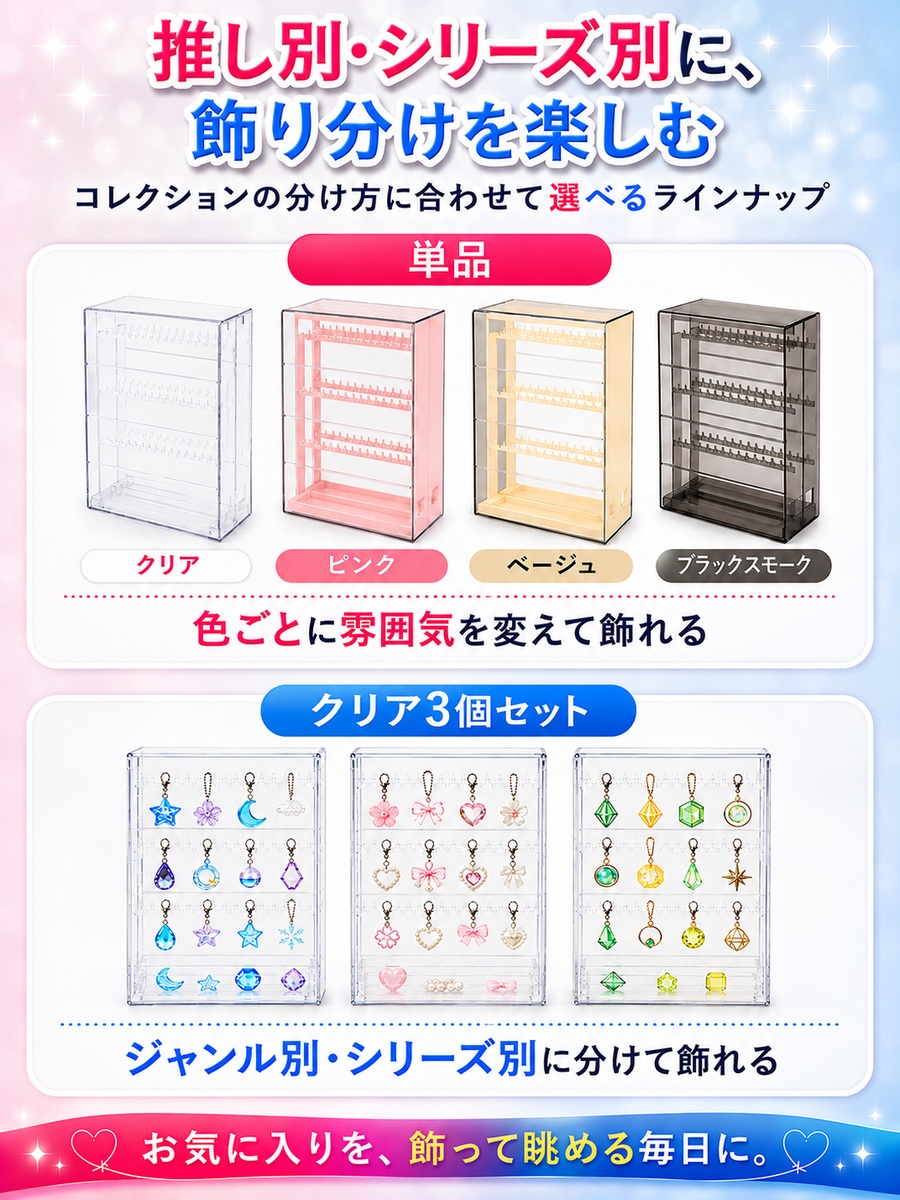 推し別・シリーズ別に、
飾り分けを楽しむ
コレクションの分け方に合わせて選べるラインナップ
単品
クリア
ピンク
ベージュ
ブラックスモーク
色ごとに雰囲気を変えて飾れる
クリア3個セット
ジャンル別・シリーズ別に分けて飾れる
お気に入りを、飾って眺める毎日に。